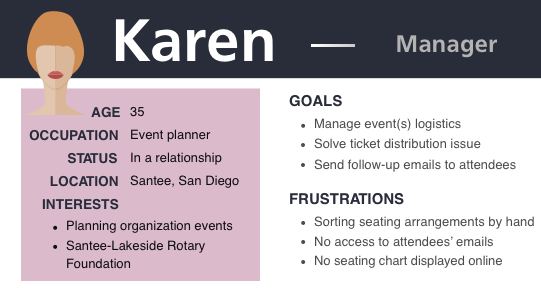 Karen
Manager
AGE 35
OCCUPATION Event planner
STATUS In a relationship
LOCATION Santee, San Diego
INTERESTS
• Planning organization events
• Santee-Lakeside Rotary
Foundation
GOALS
• Manage event(s) logistics
• Solve ticket distribution issue
• Send follow-up emails to attendees
FRUSTRATIONS
• Sorting seating arrangements by hand
• No access to attendees’ emails
• No seating chart displayed online